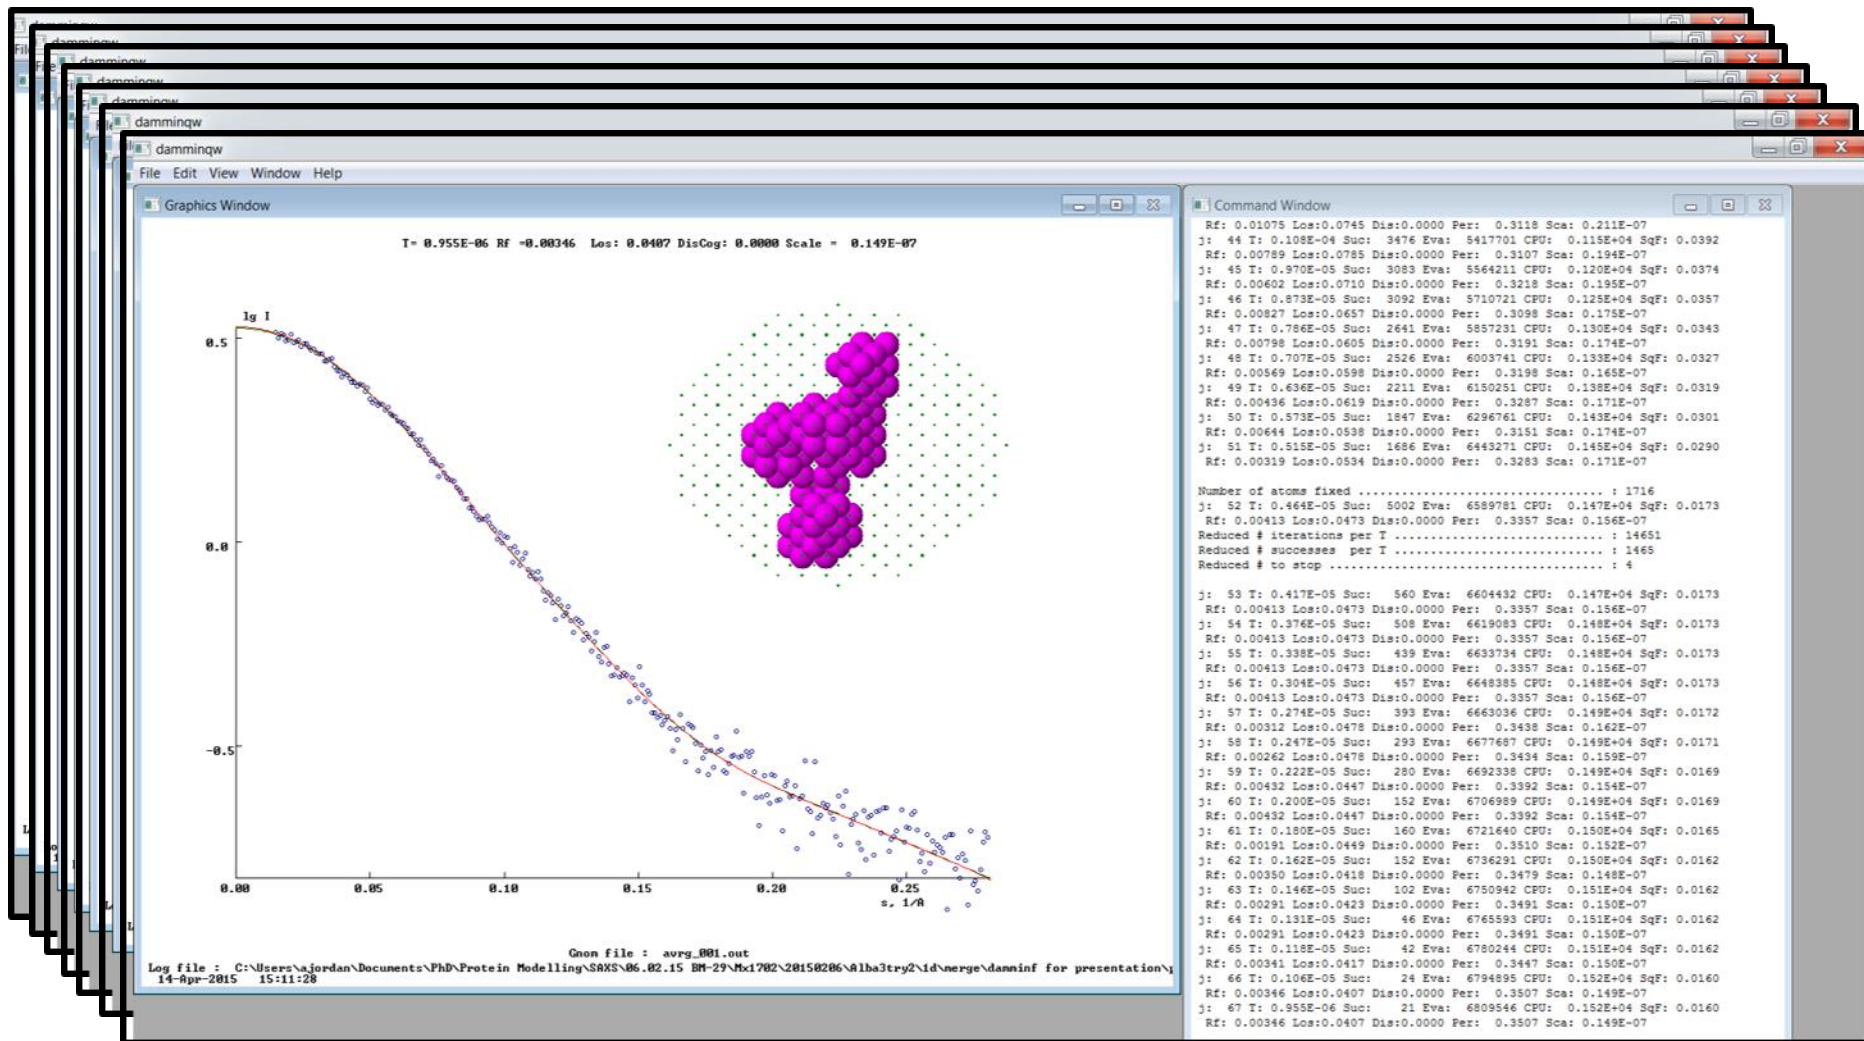 damminqw
damminqw
damminqw
damminqw
damminqw
damminqw
damminqw
File Edit View Window Help
Graphics Window
T= 0.955E-06 Rf =0.00346 Los: 0.0407 DisCog: 0.0000 Scale = 0.149E-07
lg I
0.5
0.0
-0.5
0.00 0.05 0.10 0.15 0.20 0.25
s, 1/A
Gnom file : avrg_001.out
Log file : C:\Users\ajordan\Documents\PhD\Protein Modelling\SAXS\06.02.15 BM-29\Mx1702\20150206\Alba3try2\1d\merge\damminf for presentation\
14-Apr-2015 15:11:28
Command Window
Rf: 0.01075 Los:0.0745 Dis:0.0000 Per: 0.3118 Sca: 0.211E-07
j: 44 T: 0.108E-04 Suc: 3476 Eva: 5417701 CPU: 0.115E+04 SqF: 0.0392
Rf: 0.00789 Los:0.0785 Dis:0.0000 Per: 0.3107 Sca: 0.194E-07
j: 45 T: 0.970E-05 Suc: 3083 Eva: 5564211 CPU: 0.120E+04 SqF: 0.0374
Rf: 0.00602 Los:0.0710 Dis:0.0000 Per: 0.3218 Sca: 0.195E-07
j: 46 T: 0.873E-05 Suc: 3092 Eva: 5710721 CPU: 0.125E+04 SqF: 0.0357
Rf: 0.00827 Los:0.0657 Dis:0.0000 Per: 0.3098 Sca: 0.175E-07
j: 47 T: 0.786E-05 Suc: 2641 Eva: 5857231 CPU: 0.130E+04 SqF: 0.0343
Rf: 0.00798 Los:0.0605 Dis:0.0000 Per: 0.3191 Sca: 0.174E-07
j: 48 T: 0.707E-05 Suc: 2526 Eva: 6003741 CPU: 0.133E+04 SqF: 0.0327
Rf: 0.00569 Los:0.0598 Dis:0.0000 Per: 0.3198 Sca: 0.165E-07
j: 49 T: 0.636E-05 Suc: 2211 Eva: 6150251 CPU: 0.138E+04 SqF: 0.0319
Rf: 0.00436 Los:0.0619 Dis:0.0000 Per: 0.3287 Sca: 0.171E-07
j: 50 T: 0.573E-05 Suc: 1847 Eva: 6296761 CPU: 0.143E+04 SqF: 0.0301
Rf: 0.00644 Los:0.0538 Dis:0.0000 Per: 0.3151 Sca: 0.174E-07
j: 51 T: 0.515E-05 Suc: 1686 Eva: 6443271 CPU: 0.145E+04 SqF: 0.0290
Rf: 0.00319 Los:0.0534 Dis:0.0000 Per: 0.3283 Sca: 0.171E-07
Number of atoms fixed .................................. : 1716
j: 52 T: 0.464E-05 Suc: 5002 Eva: 6589781 CPU: 0.147E+04 SqF: 0.0173
Rf: 0.00413 Los:0.0473 Dis:0.0000 Per: 0.3357 Sca: 0.156E-07
Reduced # iterations per T ............................. : 14651
Reduced # successes per T ............................. : 1465
Reduced # to stop ...................................... : 4
j: 53 T: 0.417E-05 Suc: 560 Eva: 6604432 CPU: 0.147E+04 SqF: 0.0173
Rf: 0.00413 Los:0.0473 Dis:0.0000 Per: 0.3357 Sca: 0.156E-07
j: 54 T: 0.376E-05 Suc: 508 Eva: 6619083 CPU: 0.148E+04 SqF: 0.0173
Rf: 0.00413 Los:0.0473 Dis:0.0000 Per: 0.3357 Sca: 0.156E-07
j: 55 T: 0.338E-05 Suc: 439 Eva: 6633734 CPU: 0.148E+04 SqF: 0.0173
Rf: 0.00413 Los:0.0473 Dis:0.0000 Per: 0.3357 Sca: 0.156E-07
j: 56 T: 0.304E-05 Suc: 457 Eva: 6648385 CPU: 0.148E+04 SqF: 0.0173
Rf: 0.00413 Los:0.0473 Dis:0.0000 Per: 0.3357 Sca: 0.156E-07
j: 57 T: 0.274E-05 Suc: 393 Eva: 6663036 CPU: 0.149E+04 SqF: 0.0172
Rf: 0.00312 Los:0.0478 Dis:0.0000 Per: 0.3438 Sca: 0.162E-07
j: 58 T: 0.247E-05 Suc: 293 Eva: 6677687 CPU: 0.149E+04 SqF: 0.0171
Rf: 0.00262 Los:0.0478 Dis:0.0000 Per: 0.3434 Sca: 0.159E-07
j: 59 T: 0.222E-05 Suc: 280 Eva: 6692338 CPU: 0.149E+04 SqF: 0.0169
Rf: 0.00432 Los:0.0447 Dis:0.0000 Per: 0.3392 Sca: 0.154E-07
j: 60 T: 0.200E-05 Suc: 152 Eva: 6706989 CPU: 0.149E+04 SqF: 0.0169
Rf: 0.00432 Los:0.0447 Dis:0.0000 Per: 0.3392 Sca: 0.154E-07
j: 61 T: 0.180E-05 Suc: 160 Eva: 6721640 CPU: 0.150E+04 SqF: 0.0165
Rf: 0.00191 Los:0.0449 Dis:0.0000 Per: 0.3510 Sca: 0.152E-07
j: 62 T: 0.162E-05 Suc: 152 Eva: 6736291 CPU: 0.150E+04 SqF: 0.0162
Rf: 0.00350 Los:0.0418 Dis:0.0000 Per: 0.3479 Sca: 0.148E-07
j: 63 T: 0.146E-05 Suc: 102 Eva: 6750942 CPU: 0.151E+04 SqF: 0.0162
Rf: 0.00291 Los:0.0423 Dis:0.0000 Per: 0.3491 Sca: 0.150E-07
j: 64 T: 0.131E-05 Suc: 46 Eva: 6765593 CPU: 0.151E+04 SqF: 0.0162
Rf: 0.00291 Los:0.0423 Dis:0.0000 Per: 0.3491 Sca: 0.150E-07
j: 65 T: 0.118E-05 Suc: 42 Eva: 6780244 CPU: 0.151E+04 SqF: 0.0162
Rf: 0.00341 Los:0.0417 Dis:0.0000 Per: 0.3447 Sca: 0.150E-07
j: 66 T: 0.106E-05 Suc: 24 Eva: 6794895 CPU: 0.152E+04 SqF: 0.0160
Rf: 0.00346 Los:0.0407 Dis:0.0000 Per: 0.3507 Sca: 0.149E-07
j: 67 T: 0.955E-06 Suc: 21 Eva: 6809546 CPU: 0.152E+04 SqF: 0.0160
Rf: 0.00346 Los:0.0407 Dis:0.0000 Per: 0.3507 Sca: 0.149E-07